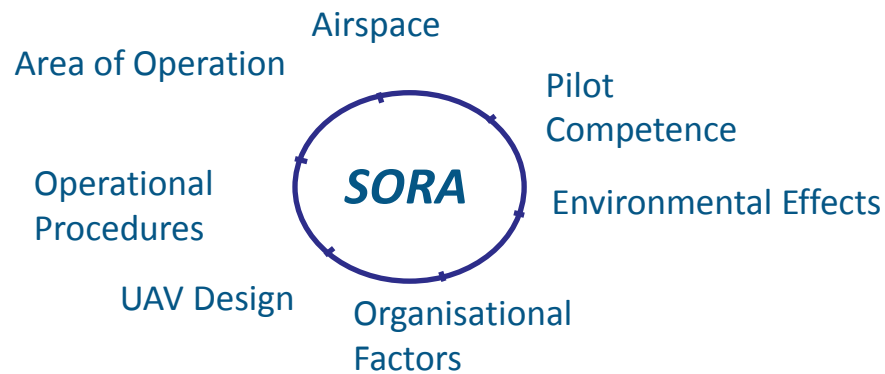 Airspace
Area of Operation
Pilot
Competence
SORA
Operational
Procedures
Environmental Effects
UAV Design
Organisational
Factors